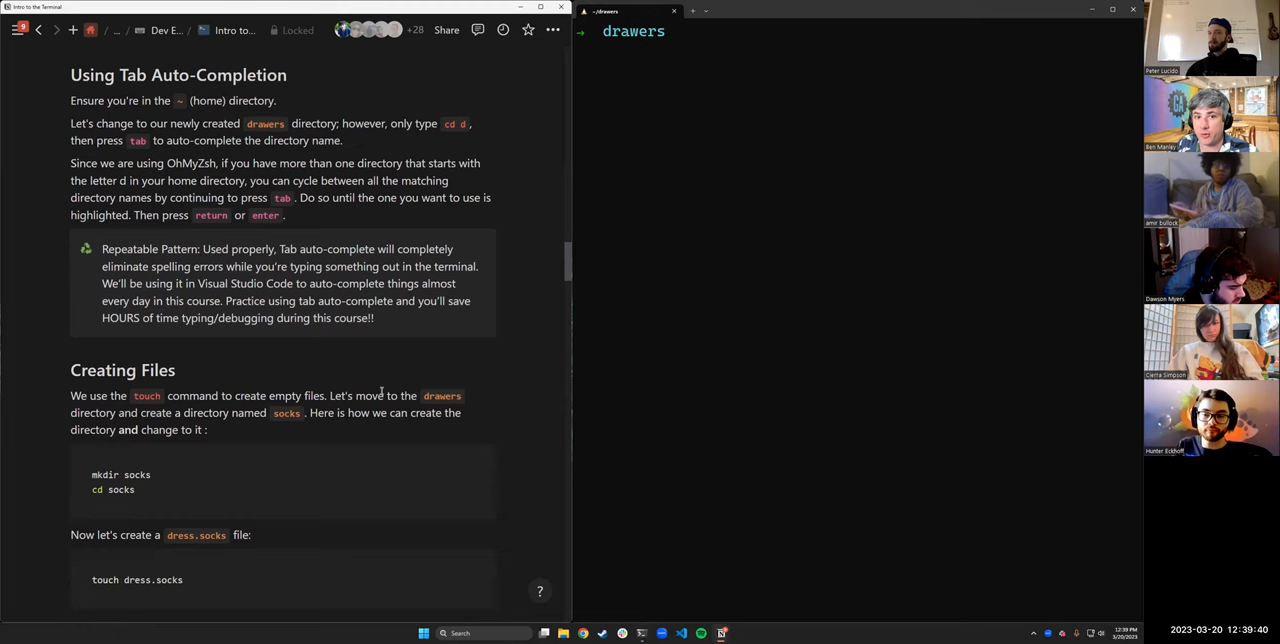 Intro to the Terminal
9
...
Dev E...
Intro to...
Locked
+28
Share
Using Tab Auto-Completion
Ensure you're in the ~ (home) directory.
Let's change to our newly created drawers directory; however, only type cd d ,
then press tab to auto-complete the directory name.
Since we are using OhMyZsh, if you have more than one directory that starts with
the letter d in your home directory, you can cycle between all the matching
directory names by continuing to press tab . Do so until the one you want to use is
highlighted. Then press return or enter .
Repeatable Pattern: Used properly, Tab auto-complete will completely
eliminate spelling errors while you're typing something out in the terminal.
We'll be using it in Visual Studio Code to auto-complete things almost
every day in this course. Practice using tab auto-complete and you'll save
HOURS of time typing/debugging during this course!!
Creating Files
We use the touch command to create empty files. Let's move to the drawers
directory and create a directory named socks . Here is how we can create the
directory and change to it :
mkdir socks
cd socks
Now let's create a dress.socks file:
touch dress.socks
?
~/drawers
→ drawers
Peter Lucido
GA
Ben Manley
amir bullock
Dawson Myers
Cierra Simpson
Hunter Eckhoff
Search
12:39 PM
3/20/2023
2023-03-20 12:39:40